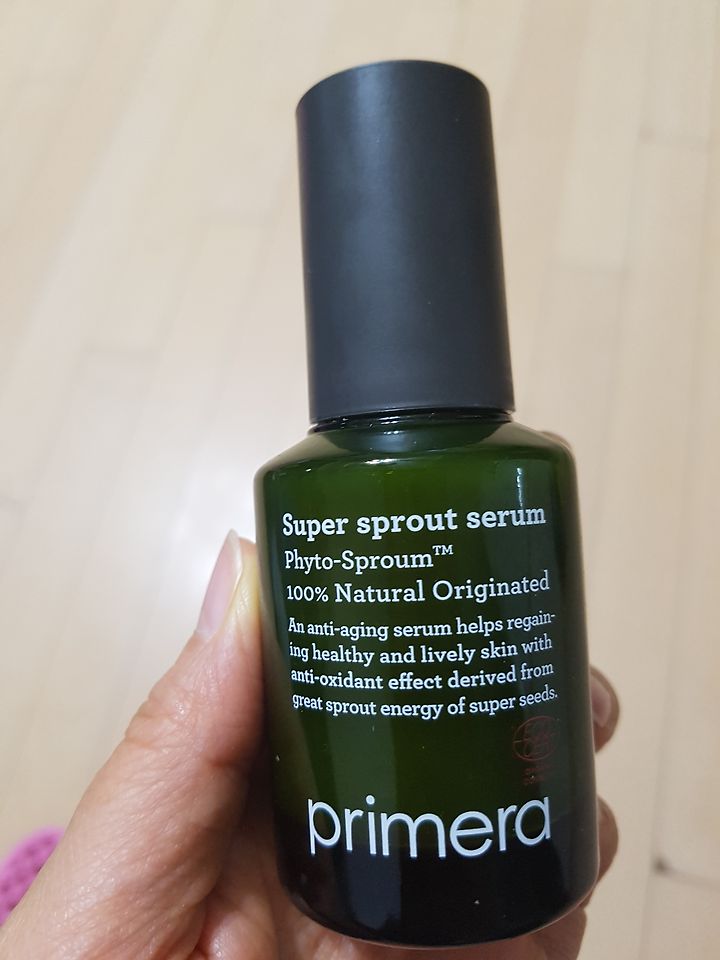 Super sprout serum
Phyto-Sproum™
100% Natural Originated
An anti-aging serum helps regain-
ing healthy and lively skin with
anti-oxidant effect derived from
great sprout energy of super seeds.
primera